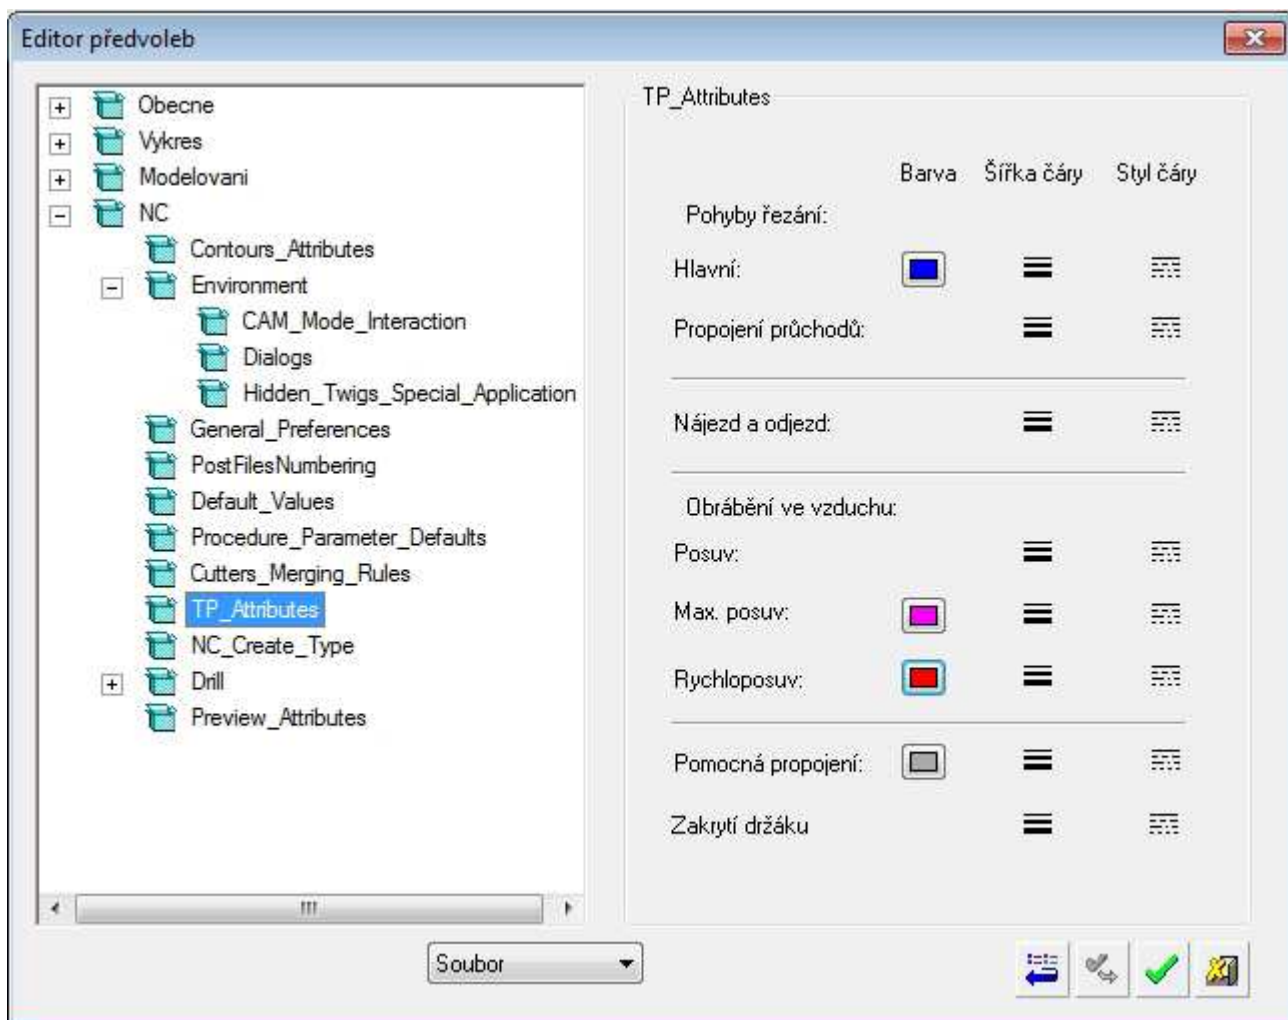 Editor předvoleb
Obecne
Vykres
Modelovani
NC
Contours_Attributes
Environment
CAM_Mode_Interaction
Dialogs
Hidden_Twigs_Special_Application
General_Preferences
PostFilesNumbering
Default_Values
Procedure_Parameter_Defaults
Cutters_Merging_Rules
TP_Attributes
NC_Create_Type
Drill
Preview_Attributes
TP_Attributes
Barva Šířka čáry Styl čáry
Pohyby řezání:
Hlavní:
Propojení průchodů:
Nájezd a odjezd:
Obrábění ve vzduchu:
Posuv:
Max. posuv:
Rychloposuv:
Pomocná propojení:
Zakrytí držáku
Soubor